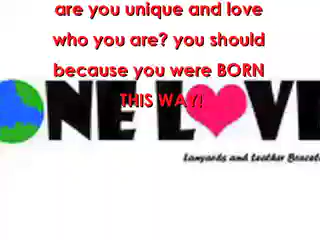 are you unique and love
who you are? you should
because you were BORN
THIS WAY!
ONE LOVE
Lanyards and Leather Bracele